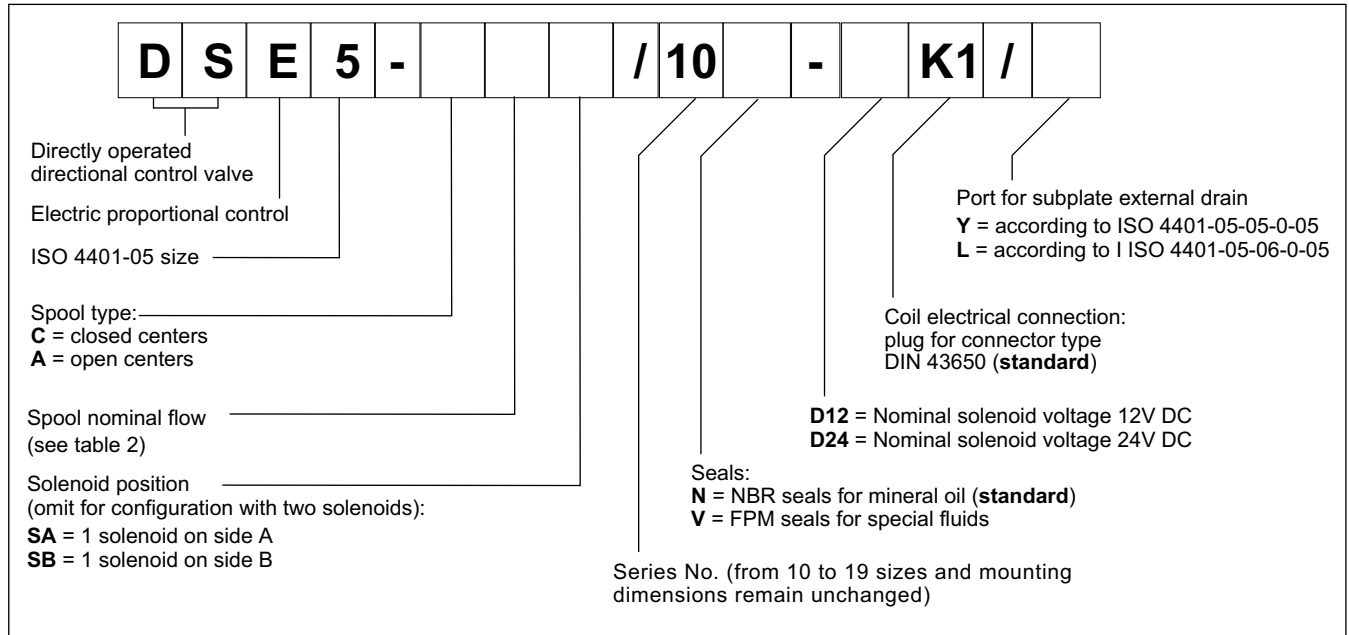 D S E 5 - / 10 - K1 /
Directly operated
directional control valve
Electric proportional control
ISO 4401-05 size
Spool type:
C = closed centers
A = open centers
Spool nominal flow
(see table 2)
Solenoid position
(omit for configuration with two solenoids):
SA = 1 solenoid on side A
SB = 1 solenoid on side B
Series No. (from 10 to 19 sizes and mounting
dimensions remain unchanged)
Seals:
N = NBR seals for mineral oil (standard)
V = FPM seals for special fluids
D12 = Nominal solenoid voltage 12V DC
D24 = Nominal solenoid voltage 24V DC
Coil electrical connection:
plug for connector type
DIN 43650 (standard)
Port for subplate external drain
Y = according to ISO 4401-05-05-0-05
L = according to I ISO 4401-05-06-0-05